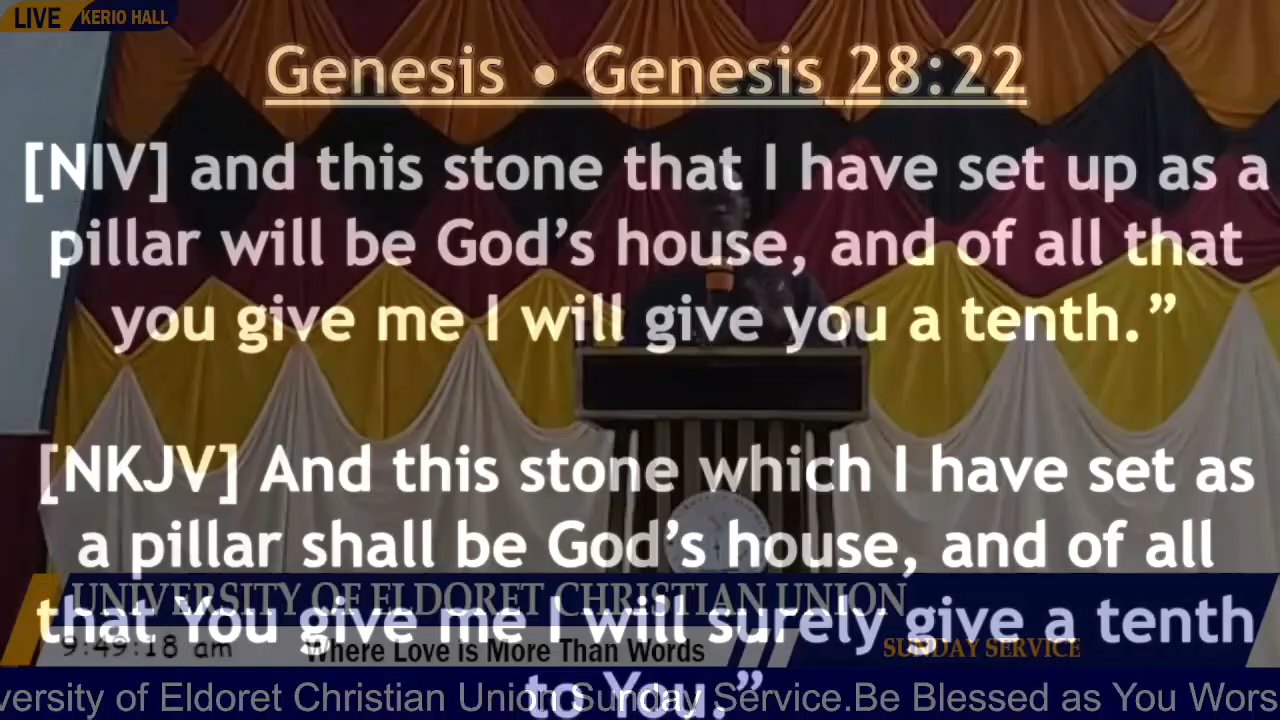 LIVE KERIO HALL
Genesis • Genesis 28:22
[NIV] and this stone that I have set up as a
pillar will be God’s house, and of all that
you give me I will give you a tenth.”
[NKJV] And this stone which I have set as
a pillar shall be God’s house, and of all
UNIVERSITY OF ELDORET CHRISTIAN UNION
that You give me I will surely give a tenth
9:49:18 am Where Love is More Than Words SUNDAY SERVICE
to You.”
versity of Eldoret Christian Union Sunday Service.Be Blessed as You Wors